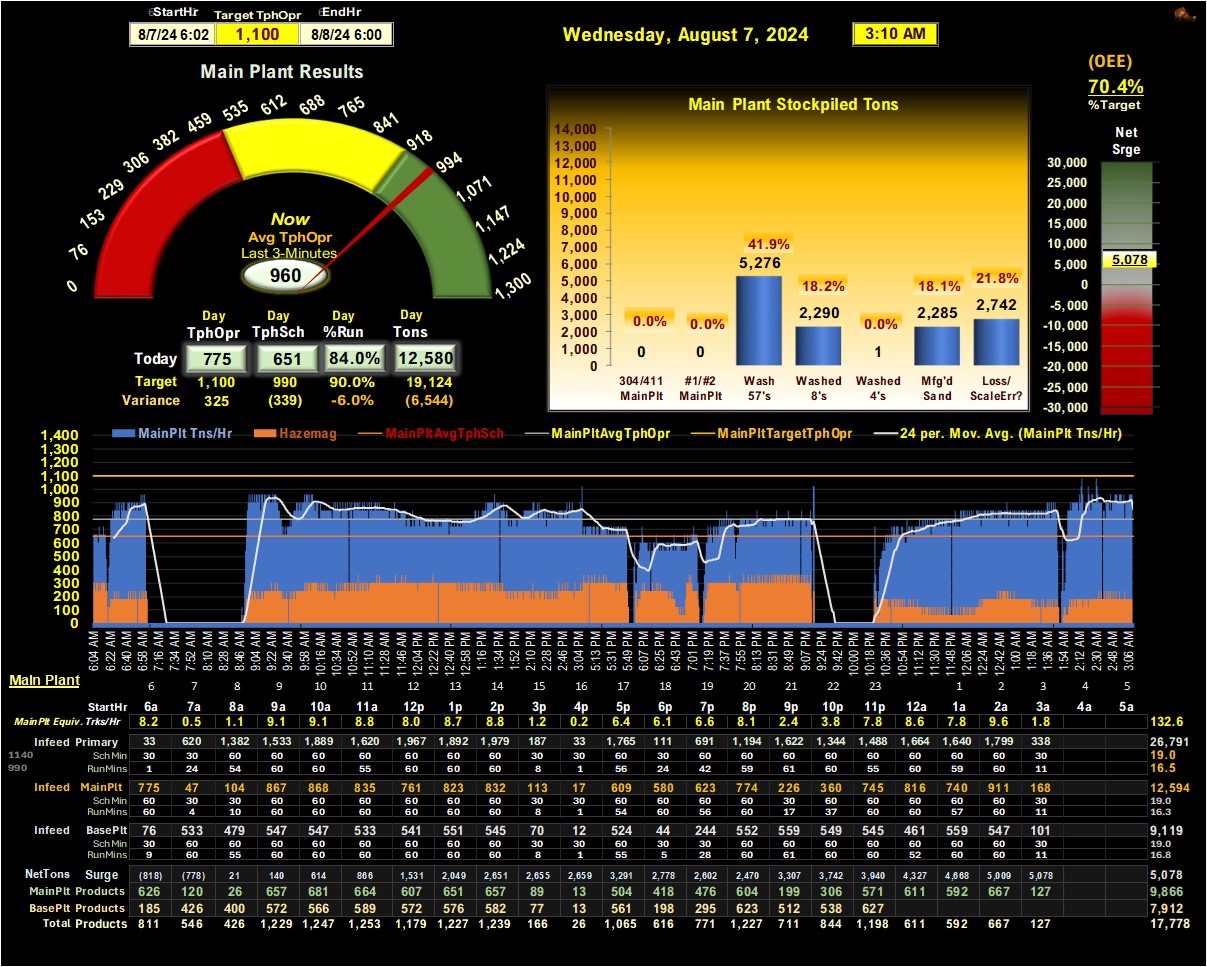 StartHr Target TphOpr EndHr
8/7/24 6:02 1,100 8/8/24 6:00
Wednesday, August 7, 2024 3:10 AM
(OEE)
70.4%
%Target
Net
Srge
30,000
25,000
20,000
15,000
10,000
5,000
0
-5,000
-10,000
-15,000
-20,000
-25,000
-30,000
5,078
Main Plant Results
0 76 153 229 306 382 459 535 612 688 765 841 918 994 1,071 1,147 1,224 1,300
Now
Avg TphOpr
Last 3-Minutes
960
Day Day Day Day
TphOpr TphSch %Run Tons
Today 775 651 84.0% 12,580
Target 1,100 990 90.0% 19,124
Variance 325 (339) -6.0% (6,544)
Main Plant Stockpiled Tons
14,000
13,000
12,000
11,000
10,000
9,000
8,000
7,000
6,000
5,000
4,000
3,000
2,000
1,000
0
0.0% 0.0% 41.9% 18.2% 0.0% 18.1% 21.8%
0 0 5,276 2,290 1 2,285 2,742
304/411 #1/#2 Wash Washed Washed Mfg'd Loss/
MainPlt MainPlt 57's 8's 4's Sand ScaleErr?
MainPlt Tns/Hr Hazemag MainPltAvgTphSch MainPltAvgTphOpr MainPltTargetTphOpr 24 per. Mov. Avg. (MainPlt Tns/Hr)
1,400
1,300
1,200
1,100
1,000
900
800
700
600
500
400
300
200
100
0
6:04 AM 6:22 AM 6:40 AM 6:58 AM 7:16 AM 7:34 AM 7:52 AM 8:10 AM 8:28 AM 8:46 AM 9:04 AM 9:22 AM 9:40 AM 9:58 AM 10:16 AM 10:34 AM 10:52 AM 11:10 AM 11:28 AM 11:46 AM 12:04 PM 12:22 PM 12:40 PM 12:58 PM 1:16 PM 1:34 PM 1:52 PM 2:10 PM 2:28 PM 2:46 PM 3:04 PM 5:13 PM 5:31 PM 5:49 PM 6:07 PM 6:25 PM 6:43 PM 7:01 PM 7:19 PM 7:37 PM 7:55 PM 8:13 PM 8:31 PM 8:49 PM 9:07 PM 9:24 PM 9:42 PM 10:00 PM 10:18 PM 10:36 PM 10:54 PM 11:12 PM 11:30 PM 11:48 PM 12:06 AM 12:24 AM 12:42 AM 1:00 AM 1:18 AM 1:36 AM 1:54 AM 2:12 AM 2:30 AM 2:48 AM 3:06 AM
Main Plant 6 7 8 9 10 11 12 13 14 15 16 17 18 19 20 21 22 23 1 2 3 4 5
StartHr 6a 7a 8a 9a 10a 11a 12p 1p 2p 3p 4p 5p 6p 7p 8p 9p 10p 11p 12a 1a 2a 3a 4a 5a
MainPlt Equiv. Trks/Hr 8.2 0.5 1.1 9.1 9.1 8.8 8.0 8.7 8.8 1.2 0.2 6.4 6.1 6.6 8.1 2.4 3.8 7.8 8.6 7.8 9.6 1.8 132.6
Infeed Primary 33 620 1,382 1,533 1,889 1,620 1,967 1,892 1,979 187 33 1,765 111 691 1,194 1,622 1,344 1,488 1,664 1,640 1,799 338 26,791
1140 Sch Min 30 30 60 60 60 60 60 60 60 30 30 60 60 60 60 60 60 60 60 60 60 30 19.0
990 RunMins 1 24 54 60 60 55 60 60 60 8 1 56 24 42 59 61 60 55 60 59 60 11 16.5
Infeed MainPlt 775 47 104 867 868 835 761 823 832 113 17 609 580 623 774 226 360 745 816 740 911 168 12,594
Sch Min 60 30 30 60 60 60 60 60 60 30 30 60 60 60 60 30 60 60 60 60 60 30 19.0
RunMins 60 4 10 60 60 60 60 60 60 8 1 54 60 56 60 17 37 60 60 57 60 11 16.3
Infeed BasePlt 76 533 479 547 547 533 541 551 545 70 12 524 44 244 552 559 549 545 461 559 547 101 9,119
Sch Min 30 60 60 60 60 60 60 60 60 30 30 60 60 60 60 60 60 60 60 60 60 30 19.0
RunMins 9 60 55 60 60 60 60 60 60 8 1 55 5 28 60 61 60 60 52 60 60 11 16.8
NetTons Surge (818) (778) 26 140 614 866 1,531 2,049 2,651 2,655 2,659 3,291 2,778 2,602 2,470 3,307 3,742 3,940 4,327 4,668 5,009 5,078 5,078
MainPlt Products 626 120 26 657 681 664 607 651 657 89 13 504 418 476 604 199 306 571 611 592 667 127 9,866
BasePlt Products 185 426 400 572 566 589 572 576 582 77 13 561 198 295 623 512 538 627 7,912
Total Products 811 546 426 1,229 1,247 1,253 1,179 1,227 1,239 166 26 1,065 616 771 1,227 711 844 1,198 611 592 667 127 17,778